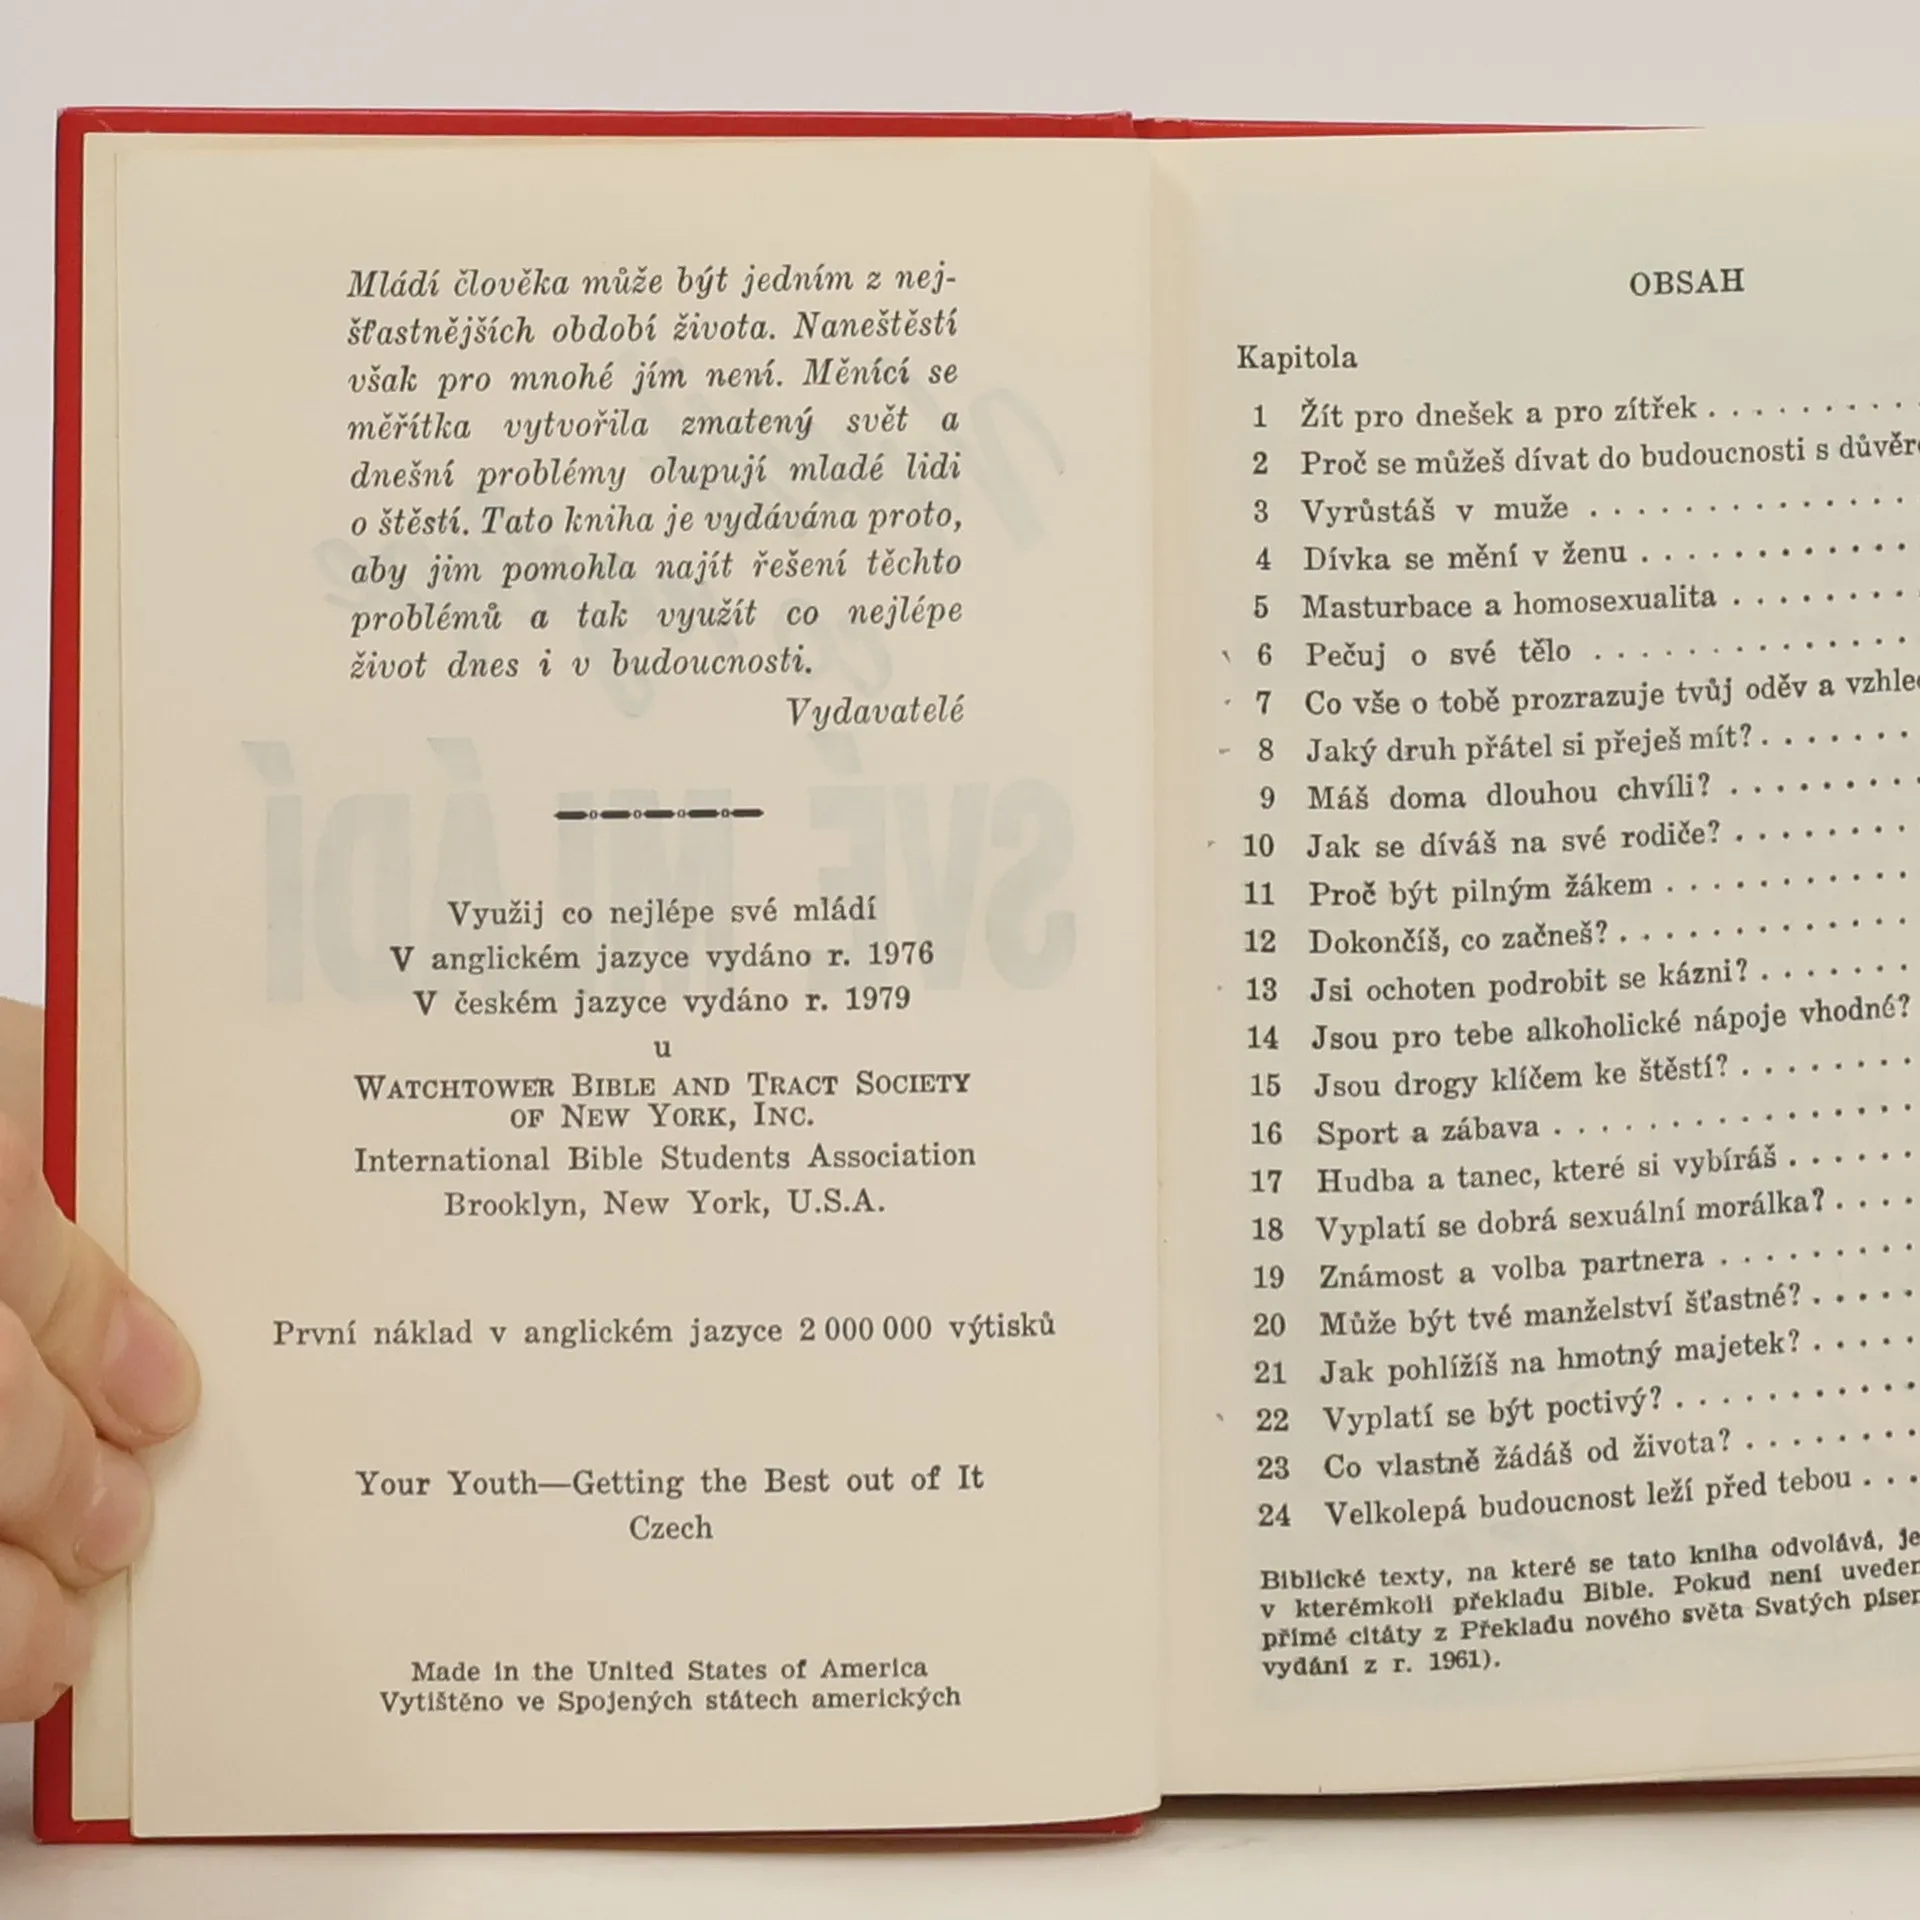 Mládí člověka může být jedním z nej-
šťastnějších období života. Naneštěstí
však pro mnohé jím není. Měnící se
měřítka vytvořila zmatený svět a
dnešní problémy olupují mladé lidi
o štěstí. Tato kniha je vydávána proto,
aby jim pomohla najít řešení těchto
problémů a tak využít co nejlépe
život dnes i v budoucnosti.
Vydavatelé
Využij co nejlépe své mládí
V anglickém jazyce vydáno r. 1976
V českém jazyce vydáno r. 1979
u
WATCHTOWER BIBLE AND TRACT SOCIETY
OF NEW YORK, INC.
International Bible Students Association
Brooklyn, New York, U.S.A.
První náklad v anglickém jazyce 2 000 000 výtisků
Your Youth—Getting the Best out of It
Czech
Made in the United States of America
Vytištěno ve Spojených státech amerických
OBSAH
Kapitola
1 Žít pro dnešek a pro zítřek
2 Proč se můžeš dívat do budoucnosti s
3 Vyrůstáš v muže
4 Dívka se mění v ženu
5 Masturbace a homosexualita
6 Pečuj o své tělo
7 Co vše o tobě prozrazuje tvůj oděv a
8 Jaký druh přátel si přeješ mít?
9 Máš doma dlouhou chvíli?
10 Jak se díváš na své rodiče?
11 Proč být pilným žákem
12 Dokončíš, co začneš?
13 Jsi ochoten podrobit se kázni?
14 Jsou pro tebe alkoholické nápoje vhodné?
15 Jsou drogy klíčem ke štěstí?
16 Sport a zábava
17 Hudba a tanec, které si vybíráš
18 Vyplatí se dobrá sexuální morálka?
19 Známost a volba partnera
20 Může být tvé manželství šťastné?
21 Jak pohlížíš na hmotný majetek?
22 Vyplatí se být poctivý?
23 Co vlastně žádáš od života?
24 Velkolepá budoucnost leží před tebou
Biblické texty, na které se tato kniha odvolává,
v kterémkoli překladu Bible. Pokud není
přímé citáty z Překladu nového světa Svatých
vydání z r. 1961).